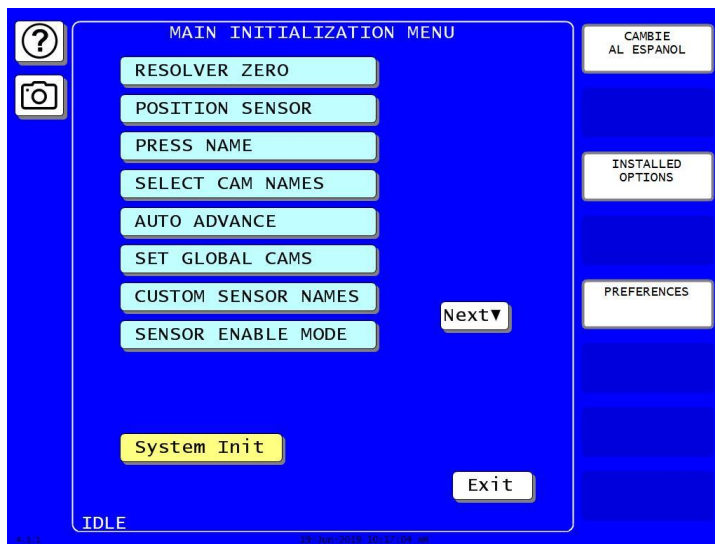 ?
MAIN INITIALIZATION MENU
RESOLVER ZERO
POSITION SENSOR
PRESS NAME
SELECT CAM NAMES
AUTO ADVANCE
SET GLOBAL CAMS
CUSTOM SENSOR NAMES
SENSOR ENABLE MODE
Next▼
System Init
Exit
IDLE
CAMBIE
AL ESPANOL
INSTALLED
OPTIONS
PREFERENCES